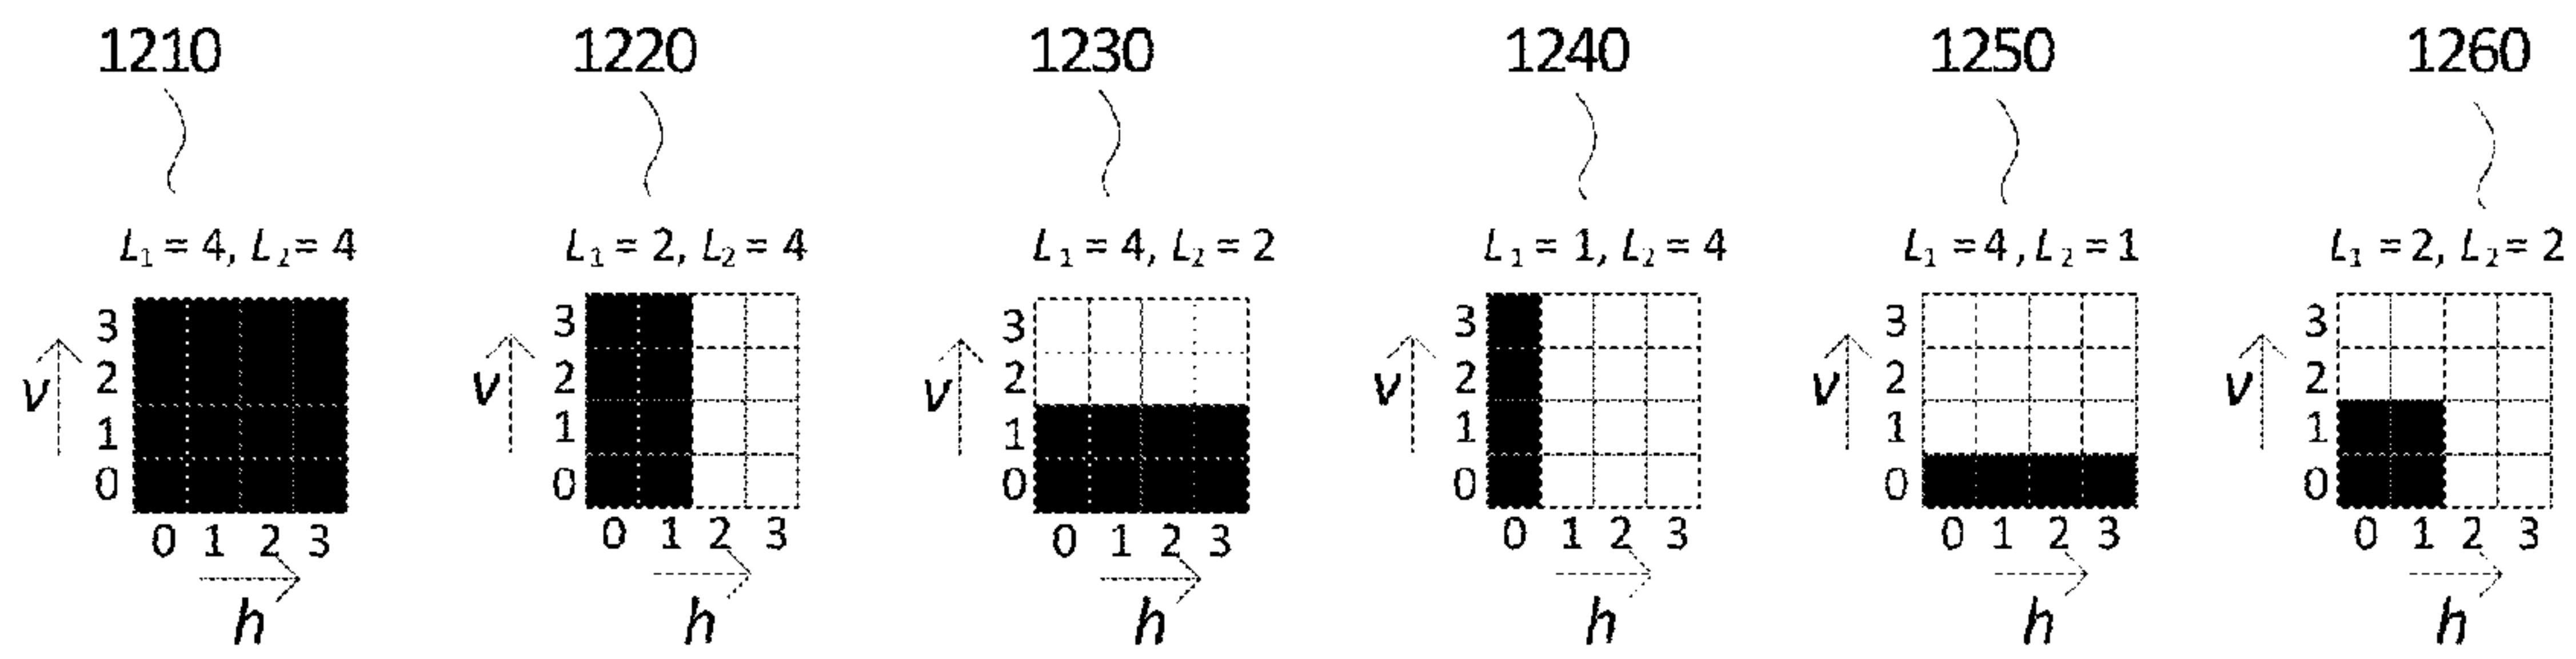 1210 1220 1230 1240 1250 1260
L₁ = 4, L₂ = 4 L₁ = 2, L₂ = 4 L₁ = 4, L₂ = 2 L₁ = 1, L₂ = 4 L₁ = 4, L₂ = 1 L₁ = 2, L₂ = 2
3 3 3 3 3 3
v 2 v 2 v 2 v 2 v 2 v 2
1 1 1 1 1 1
0 0 0 0 0 0
0 1 2 3 0 1 2 3 0 1 2 3 0 1 2 3 0 1 2 3 0 1 2 3
h h h h h h